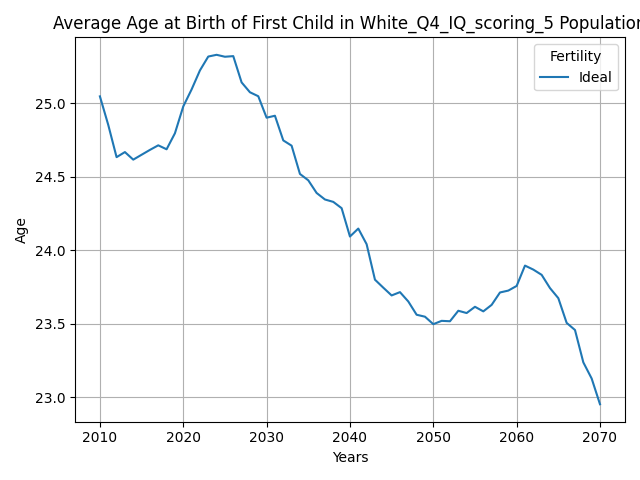 Average Age at Birth of First Child in White_Q4_IQ_scoring_5 Population
Fertility
Ideal
25.0
24.5
24.0
23.5
23.0
Age
2010 2020 2030 2040 2050 2060 2070
Years